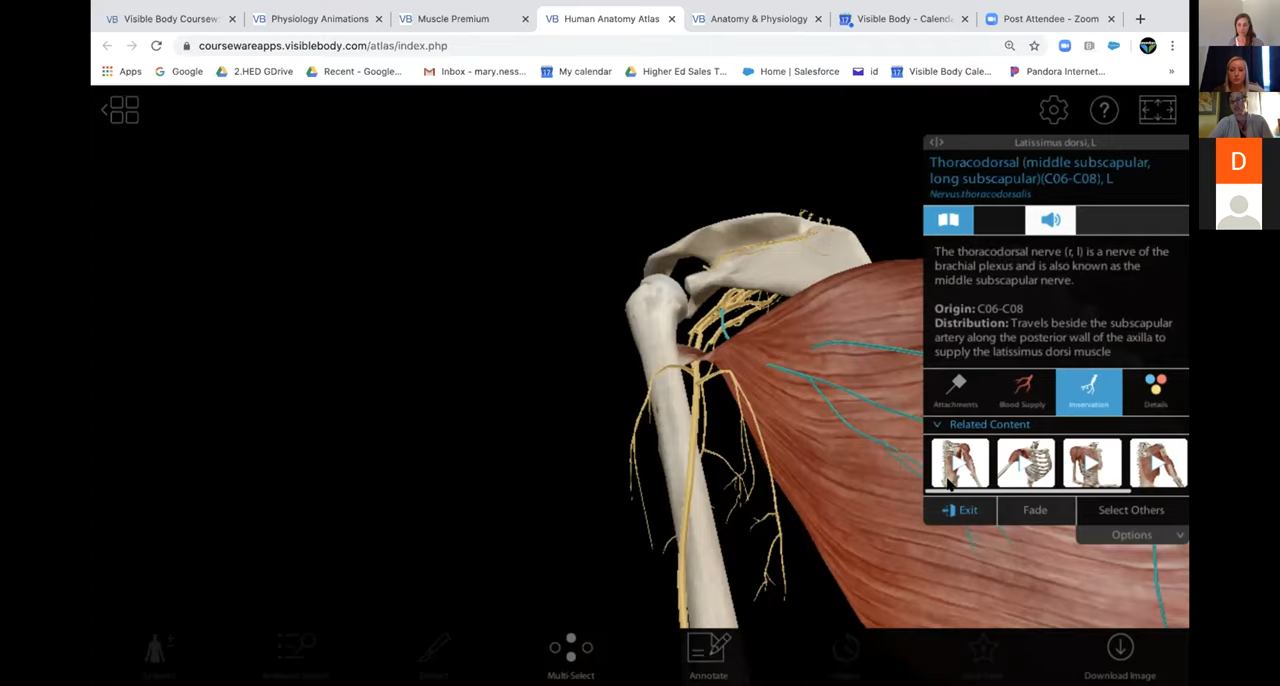 VB Visible Body Coursew
VB Physiology Animations
VB Muscle Premium
VB Human Anatomy Atlas
VB Anatomy & Physiology
17 Visible Body - Calenda
Post Attendee - Zoom
coursewareapps.visiblebody.com/atlas/index.php
Apps
Google
2.HED GDrive
Recent - Google...
Inbox - mary.ness...
17 My calendar
Higher Ed Sales T...
Home | Salesforce
id
17 Visible Body Cale...
Pandora Internet...
»
D
Latissimus dorsi, L
Thoracodorsal (middle subscapular,
long subscapular)(C06-C08), L
Nervus thoracodorsalis
The thoracodorsal nerve (r, l) is a nerve of the
brachial plexus and is also known as the
middle subscapular nerve.
Origin: C06-C08
Distribution: Travels beside the subscapular
artery along the posterior wall of the axilla to
supply the latissimus dorsi muscle
Attachments
Blood Supply
Innervation
Details
Related Content
Exit
Fade
Select Others
Options
Multi-Select
Annotate
Download Image